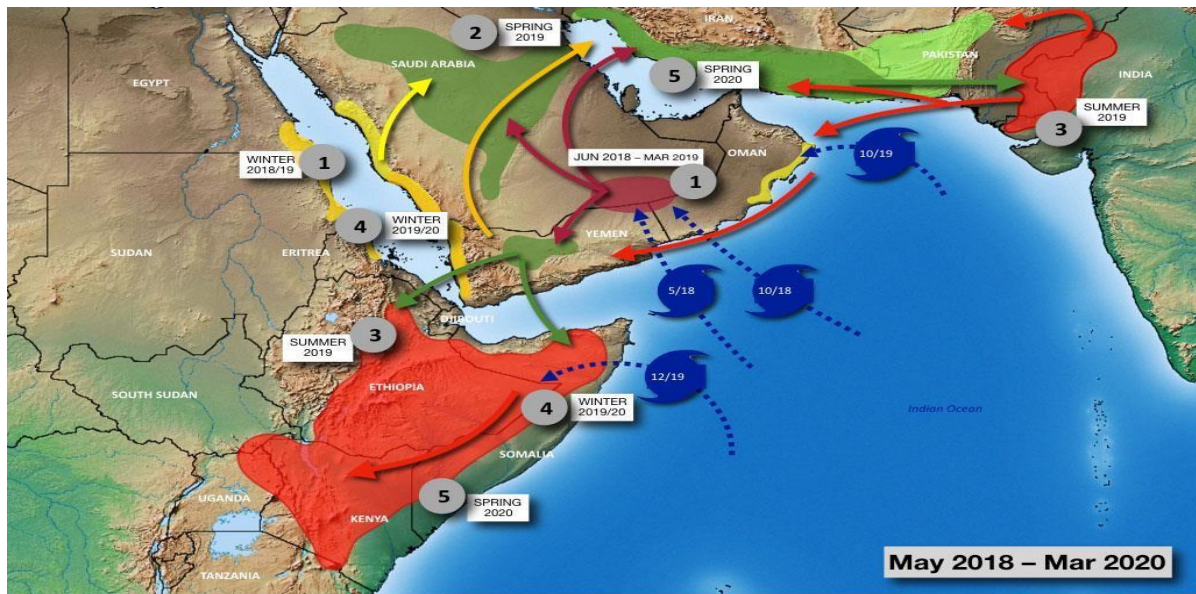 2
SPRING
2019
IRAN
SAUDI ARABIA
PAKISTAN
EGYPT
5
SPRING
2020
INDIA
SUMMER
2019
3
WINTER
2018/19
1
JUN 2018 – MAR 2019
OMAN
10/19
1
4
WINTER
2019/20
YEMEN
SUDAN
ERITREA
5/18
10/18
DJIBOUTI
SUMMER
2019
3
12/19
ETHIOPIA
SOUTH SUDAN
4
WINTER
2019/20
Indian Ocean
SOMALIA
UGANDA
5
SPRING
2020
KENYA
May 2018 – Mar 2020
TANZANIA